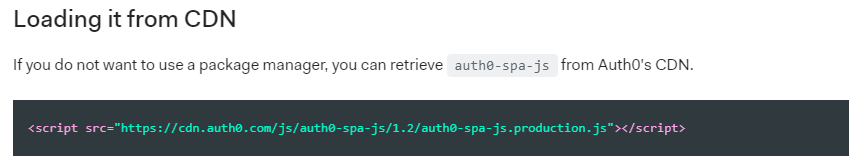 Loading it from CDN
If you do not want to use a package manager, you can retrieve auth0-spa-js from Auth0's CDN.
<script src="https://cdn.auth0.com/js/auth0-spa-js/1.2/auth0-spa-js.production.js"></script>